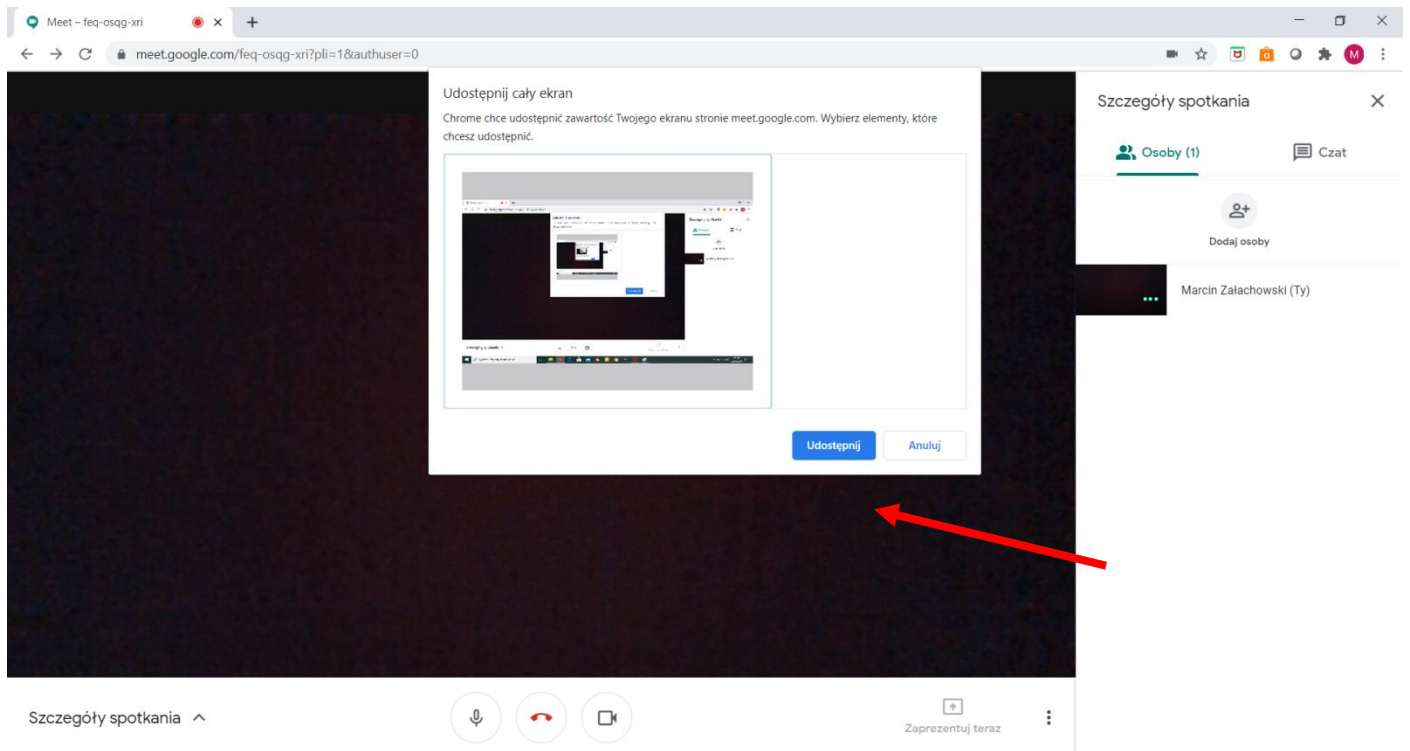 Meet – feq-osqg-xri
meet.google.com/feq-osqg-xri?pli=1&authuser=0
M
Udostępnij cały ekran
Chrome chce udostępnić zawartość Twojego ekranu stronie meet.google.com. Wybierz elementy, które
chcesz udostępnić.
Udostępnij
Anuluj
Szczegóły spotkania
Osoby (1)
Czat
Dodaj osoby
Marcin Załachowski (Ty)
Szczegóły spotkania
Zaprezentuj teraz